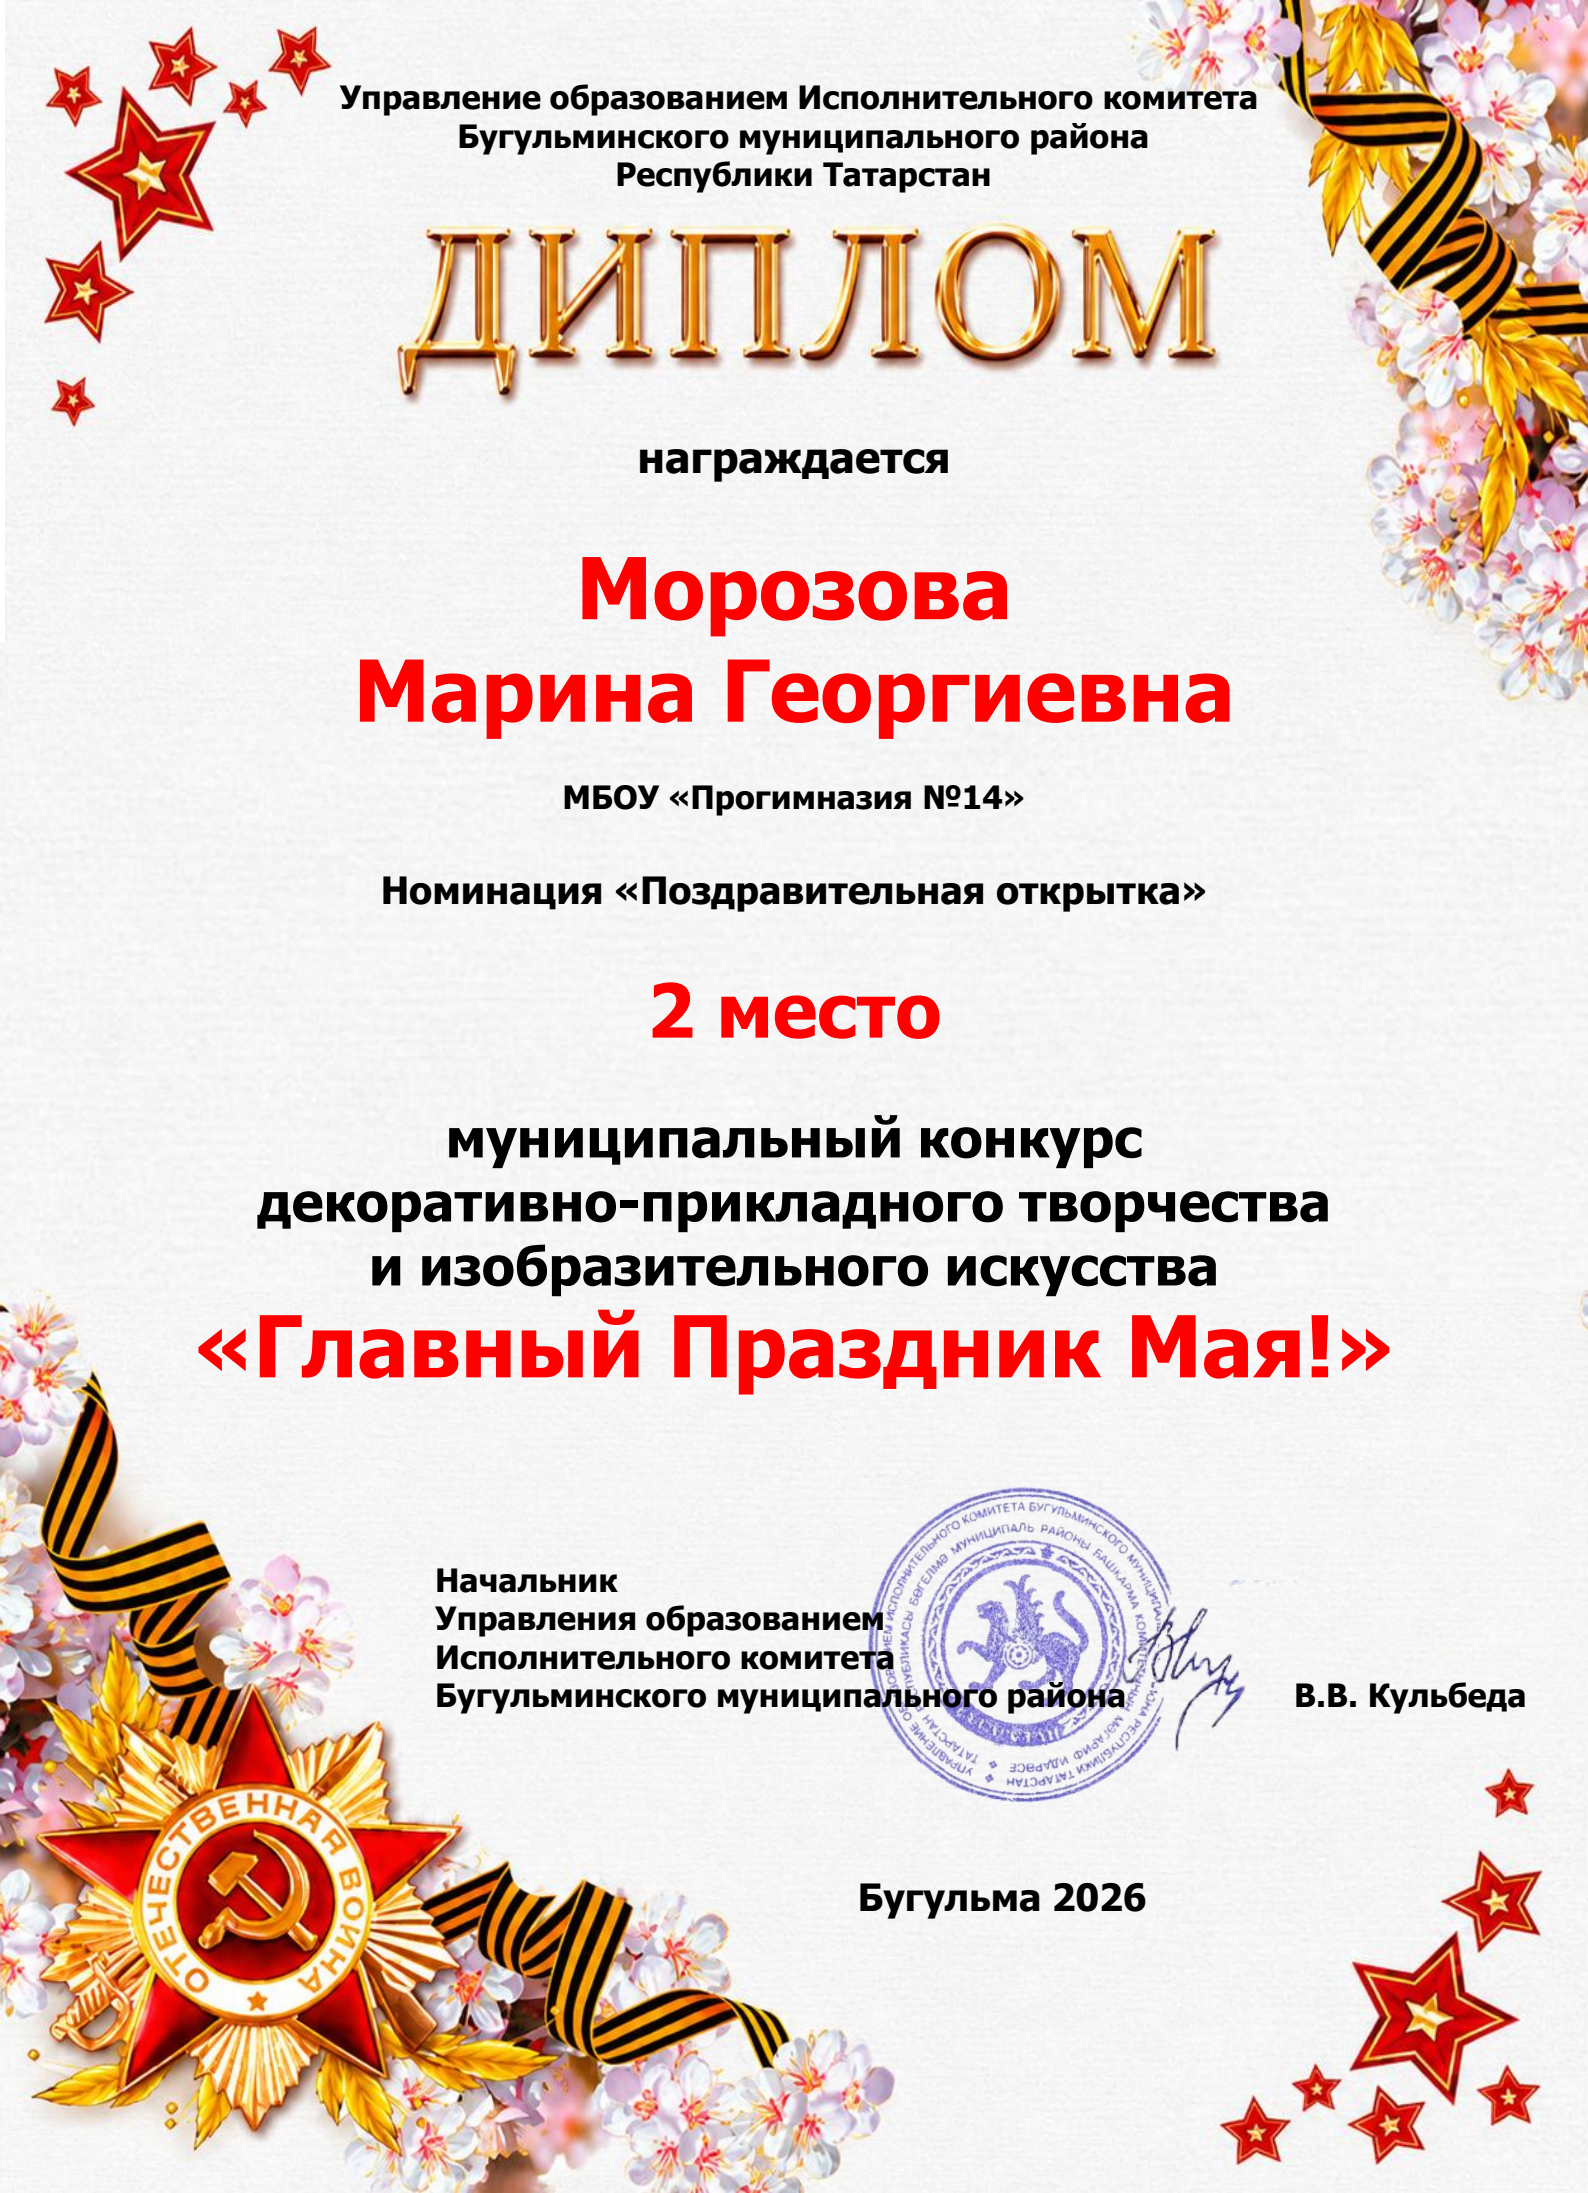 Управление образованием Исполнительного комитета
Бугульминского муниципального района
Республики Татарстан
ДИПЛОМ
награждается
Морозова
Марина Георгиевна
МБОУ «Прогимназия №14»
Номинация «Поздравительная открытка»
2 место
муниципальный конкурс
декоративно-прикладного творчества
и изобразительного искусства
«Главный Праздник Мая!»
Начальник
Управления образованием
Исполнительного комитета
Бугульминского муниципального района
В.В. Кульбеда
ОТЕЧЕСТВЕННАЯ ВОЙНА
Бугульма 2026